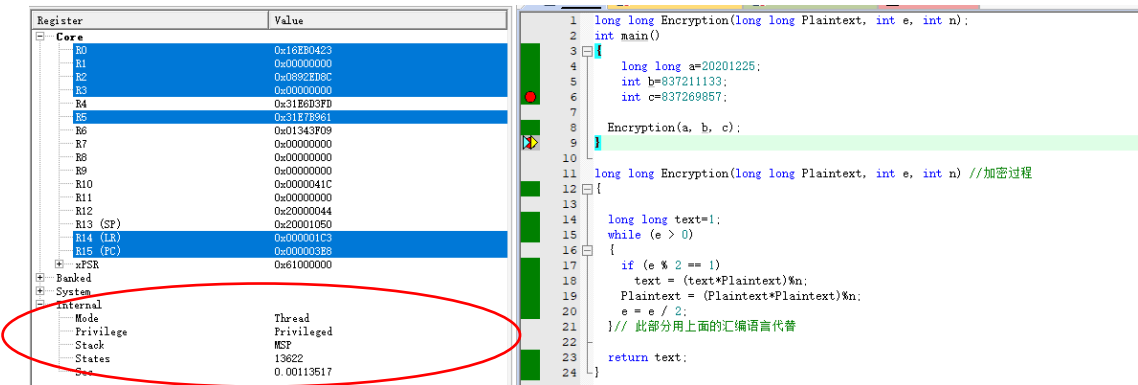 Register Value
Core
R0 0x16EB0423
R1 0x00000000
R2 0x0892ED8C
R3 0x00000000
R4 0x31E6D3FD
R5 0x31E7B961
R6 0x01343F09
R7 0x00000000
R8 0x00000000
R9 0x00000000
R10 0x0000041C
R11 0x00000000
R12 0x20000044
R13 (SP) 0x20001050
R14 (LR) 0x000001C3
R15 (PC) 0x000003E8
xPSR 0x61000000
Banked
System
Internal
Mode Thread
Privilege Privileged
Stack MSP
States 13622
Sec 0.00113517
1 long long Encryption(long long Plaintext, int e, int n);
2 int main()
3 {
4 long long a=20201225;
5 int b=837211133;
6 int c=837269857;
7
8 Encryption(a, b, c);
9 }
10
11 long long Encryption(long long Plaintext, int e, int n) //加密过程
12 {
13
14 long long text=1;
15 while (e > 0)
16 {
17 if (e % 2 == 1)
18 text = (text*Plaintext)%n;
19 Plaintext = (Plaintext*Plaintext)%n;
20 e = e / 2;
21 }// 此部分用上面的汇编语言代替
22
23 return text;
24 }